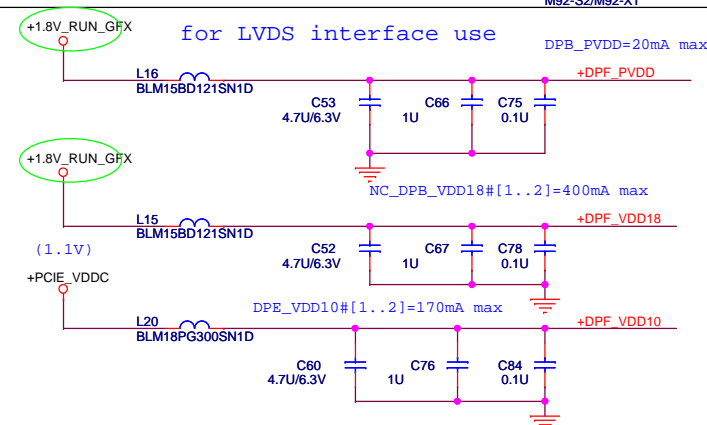 M92-S2/M92-XT
+1.8V_RUN_GFX
for LVDS interface use
DPB_PVDD=20mA max
L16
BLM15BD121SN1D
+DPF_PVDD
C53
4.7U/6.3V
C66
1U
C75
0.1U
+1.8V_RUN_GFX
NC_DPB_VDD18#[1..2]=400mA max
L15
BLM15BD121SN1D
+DPF_VDD18
(1.1V)
C52
4.7U/6.3V
C67
1U
C78
0.1U
+PCIE_VDDC
DPE_VDD10#[1..2]=170mA max
L20
BLM18PG300SN1D
+DPF_VDD10
C60
4.7U/6.3V
C76
1U
C84
0.1U